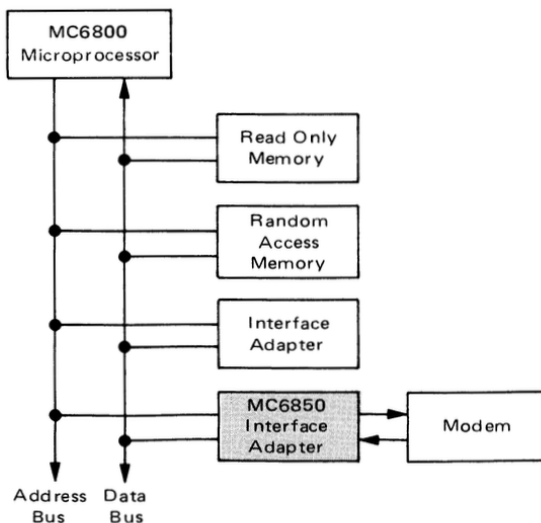 MC6800
Microprocessor
Read Only
Memory
Random
Access
Memory
Interface
Adapter
MC6850
Interface
Adapter
Modem
Address
Bus
Data
Bus